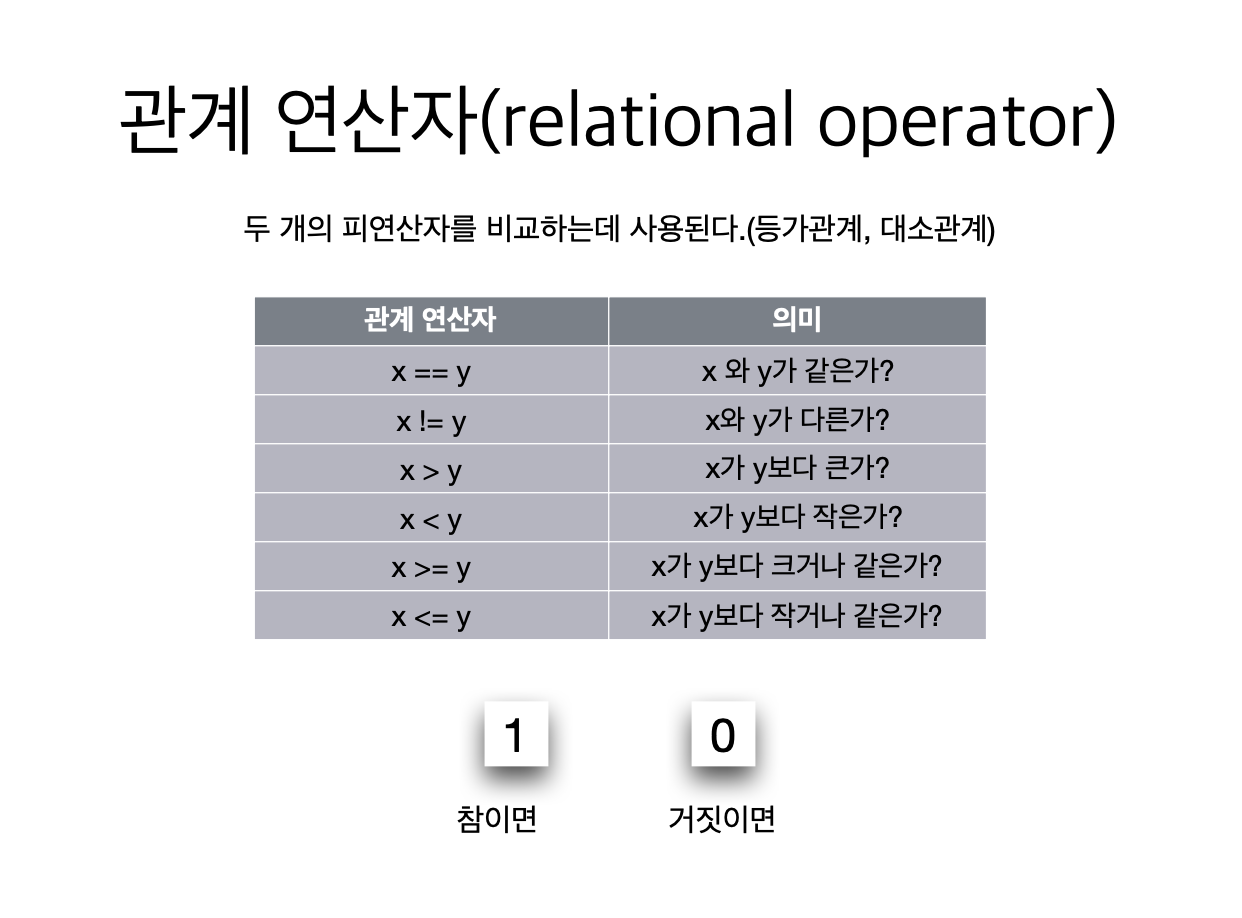 관계 연산자(relational operator)
두 개의 피연산자를 비교하는데 사용된다.(등가관계, 대소관계)
관계 연산자 의미
x == y x 와 y가 같은가?
x != y x와 y가 다른가?
x > y x가 y보다 큰가?
x < y x가 y보다 작은가?
x >= y x가 y보다 크거나 같은가?
x <= y x가 y보다 작거나 같은가?
1 0
참이면 거짓이면